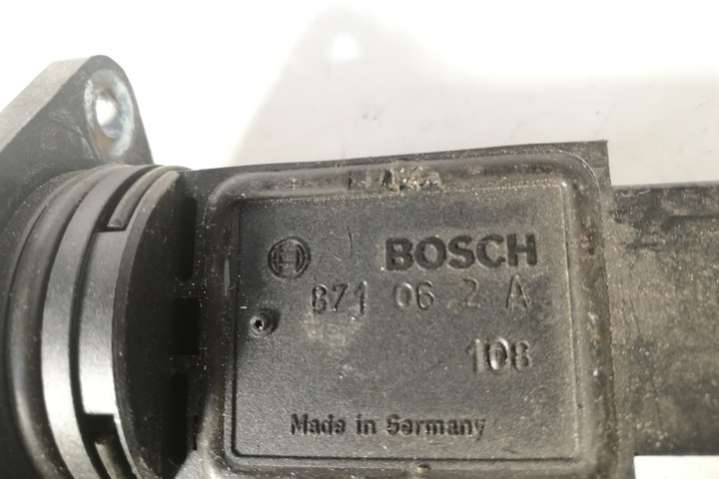 BOSCH
871 06 2 A
108
Made in Germany